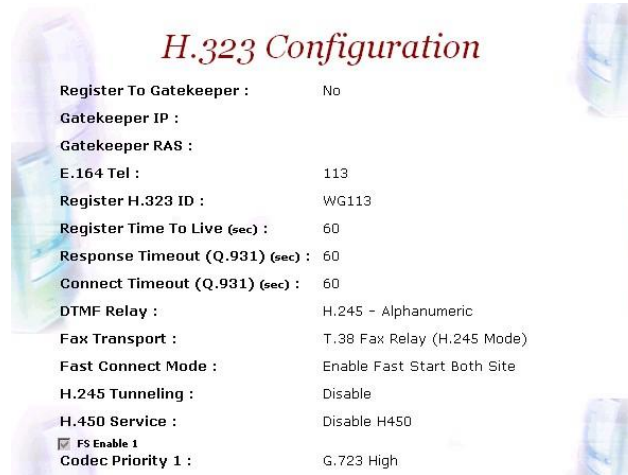 H.323 Configuration
Register To Gatekeeper : No
Gatekeeper IP :
Gatekeeper RAS :
E.164 Tel : 113
Register H.323 ID : WG113
Register Time To Live (sec) : 60
Response Timeout (Q.931) (sec) : 60
Connect Timeout (Q.931) (sec) : 60
DTMF Relay : H.245 - Alphanumeric
Fax Transport : T.38 Fax Relay (H.245 Mode)
Fast Connect Mode : Enable Fast Start Both Site
H.245 Tunneling : Disable
H.450 Service : Disable H450
FS Enable 1
Codec Priority 1 : G.723 High